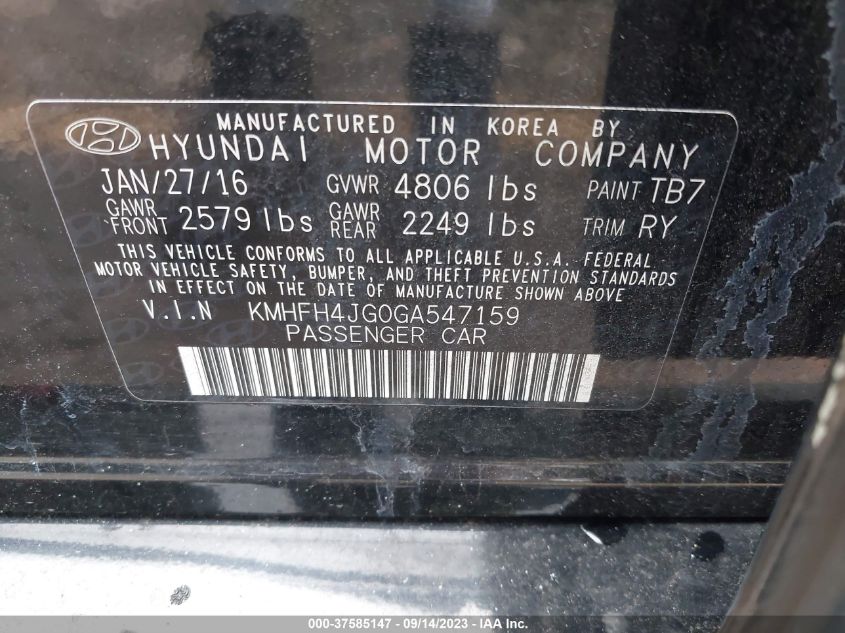 MANUFACTURED IN KOREA BY
HYUNDAI MOTOR COMPANY
JAN/27/16 GVWR 4806 lbs PAINT TB7
GAWR FRONT 2579 lbs GAWR REAR 2249 lbs TRIM RY
THIS VEHICLE CONFORMS TO ALL APPLICABLE U.S.A. FEDERAL
MOTOR VEHICLE SAFETY, BUMPER, AND THEFT PREVENTION STANDARDS
IN EFFECT ON THE DATE OF MANUFACTURE SHOWN ABOVE
V.I.N KMHFH4JG0GA547159
PASSENGER CAR
000-37585147 - 09/14/2023 - IAAI Inc.